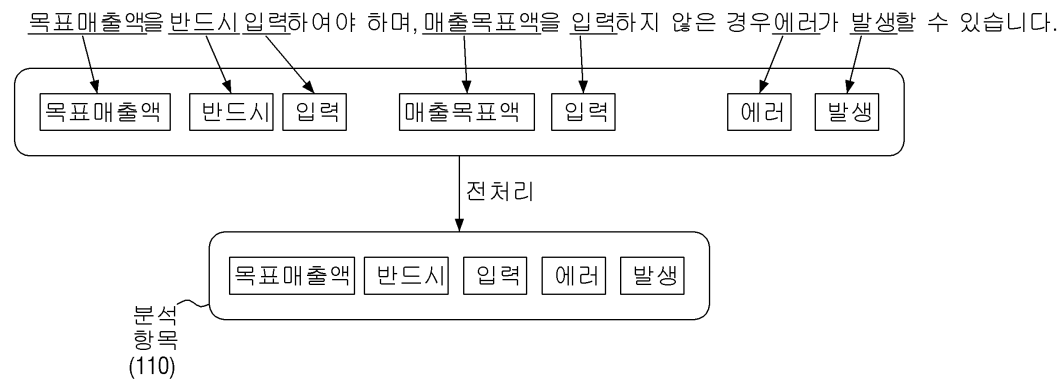 목표매출액을 반드시 입력하여야 하며, 매출목표액을 입력하지 않은 경우에러가 발생할 수 있습니다.
목표매출액 반드시 입력 매출목표액 입력 에러 발생
전처리
목표매출액 반드시 입력 에러 발생
분석
항목
(110)